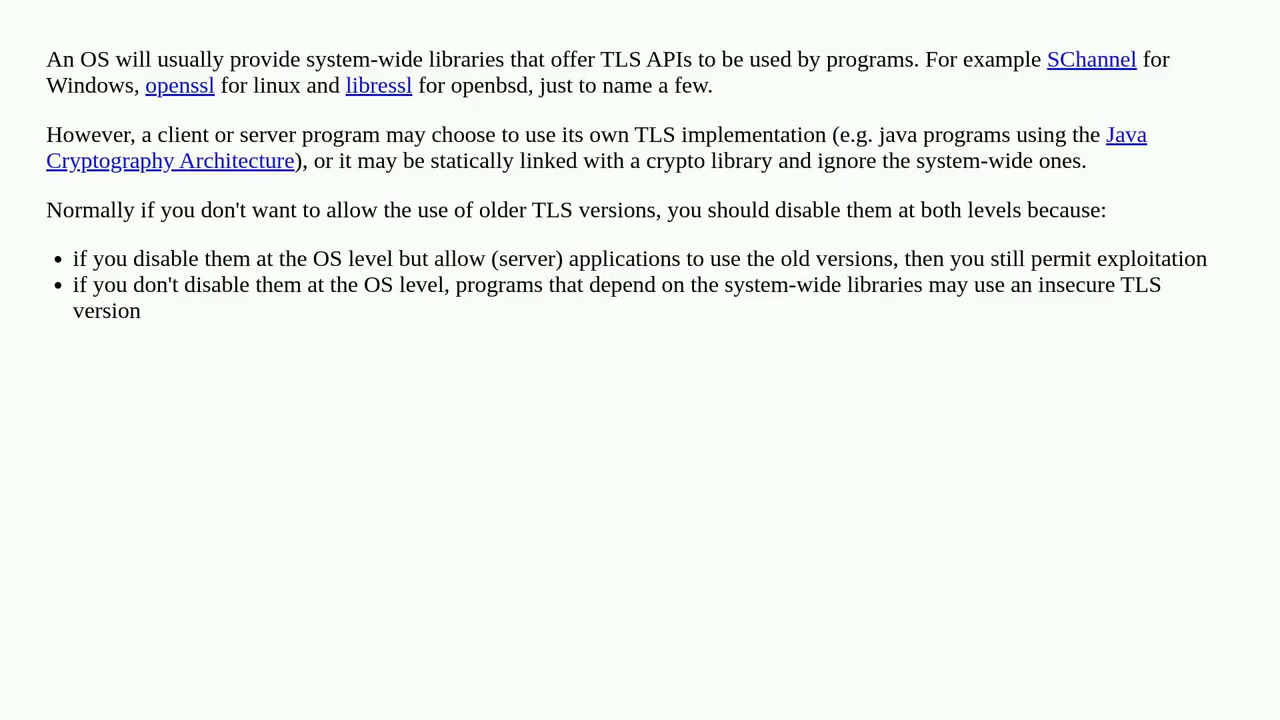 An OS will usually provide system-wide libraries that offer TLS APIs to be used by programs. For example SChannel for
Windows, openssl for linux and libressl for openbsd, just to name a few.
However, a client or server program may choose to use its own TLS implementation (e.g. java programs using the Java
Cryptography Architecture), or it may be statically linked with a crypto library and ignore the system-wide ones.
Normally if you don't want to allow the use of older TLS versions, you should disable them at both levels because:
• if you disable them at the OS level but allow (server) applications to use the old versions, then you still permit exploitation
• if you don't disable them at the OS level, programs that depend on the system-wide libraries may use an insecure TLS
version